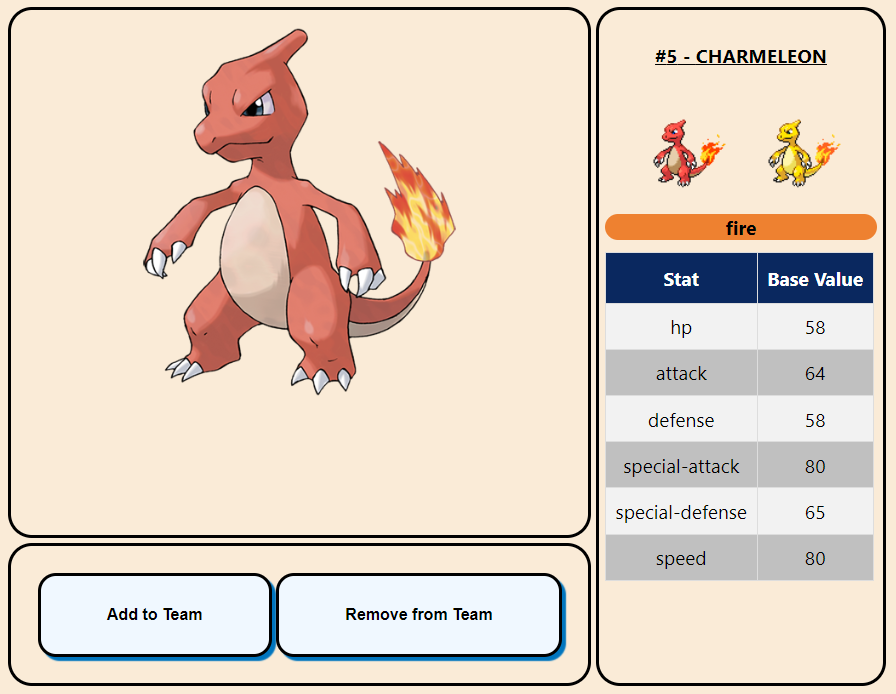 #5 - CHARMELEON
fire
Stat Base Value
hp 58
attack 64
defense 58
special-attack 80
special-defense 65
speed 80
Add to Team Remove from Team